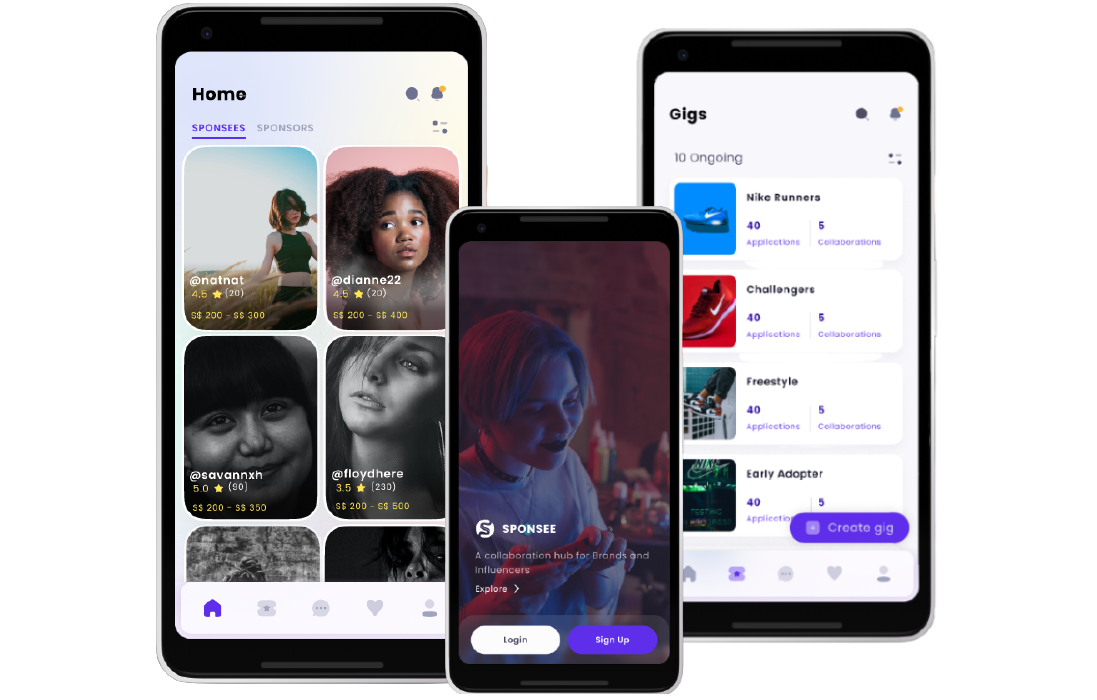 Home
SPONSEES SPONSORS
@natnat
4.5 (20)
S$ 200 - S$ 300
@dianne22
4.5 (20)
S$ 200 - S$ 400
@savannxh
5.0 (90)
S$ 200 - S$ 350
@floydhere
3.5 (230)
S$ 200 - S$ 500
SPONSEE
A collaboration hub for Brands and
Influencers
Explore
Login
Sign Up
Gigs
10 Ongoing
Nike Runners
40 5
Applications Collaborations
Challengers
40 5
Applications Collaborations
Freestyle
40 5
Applications Collaborations
Early Adopter
40 5
Create gig